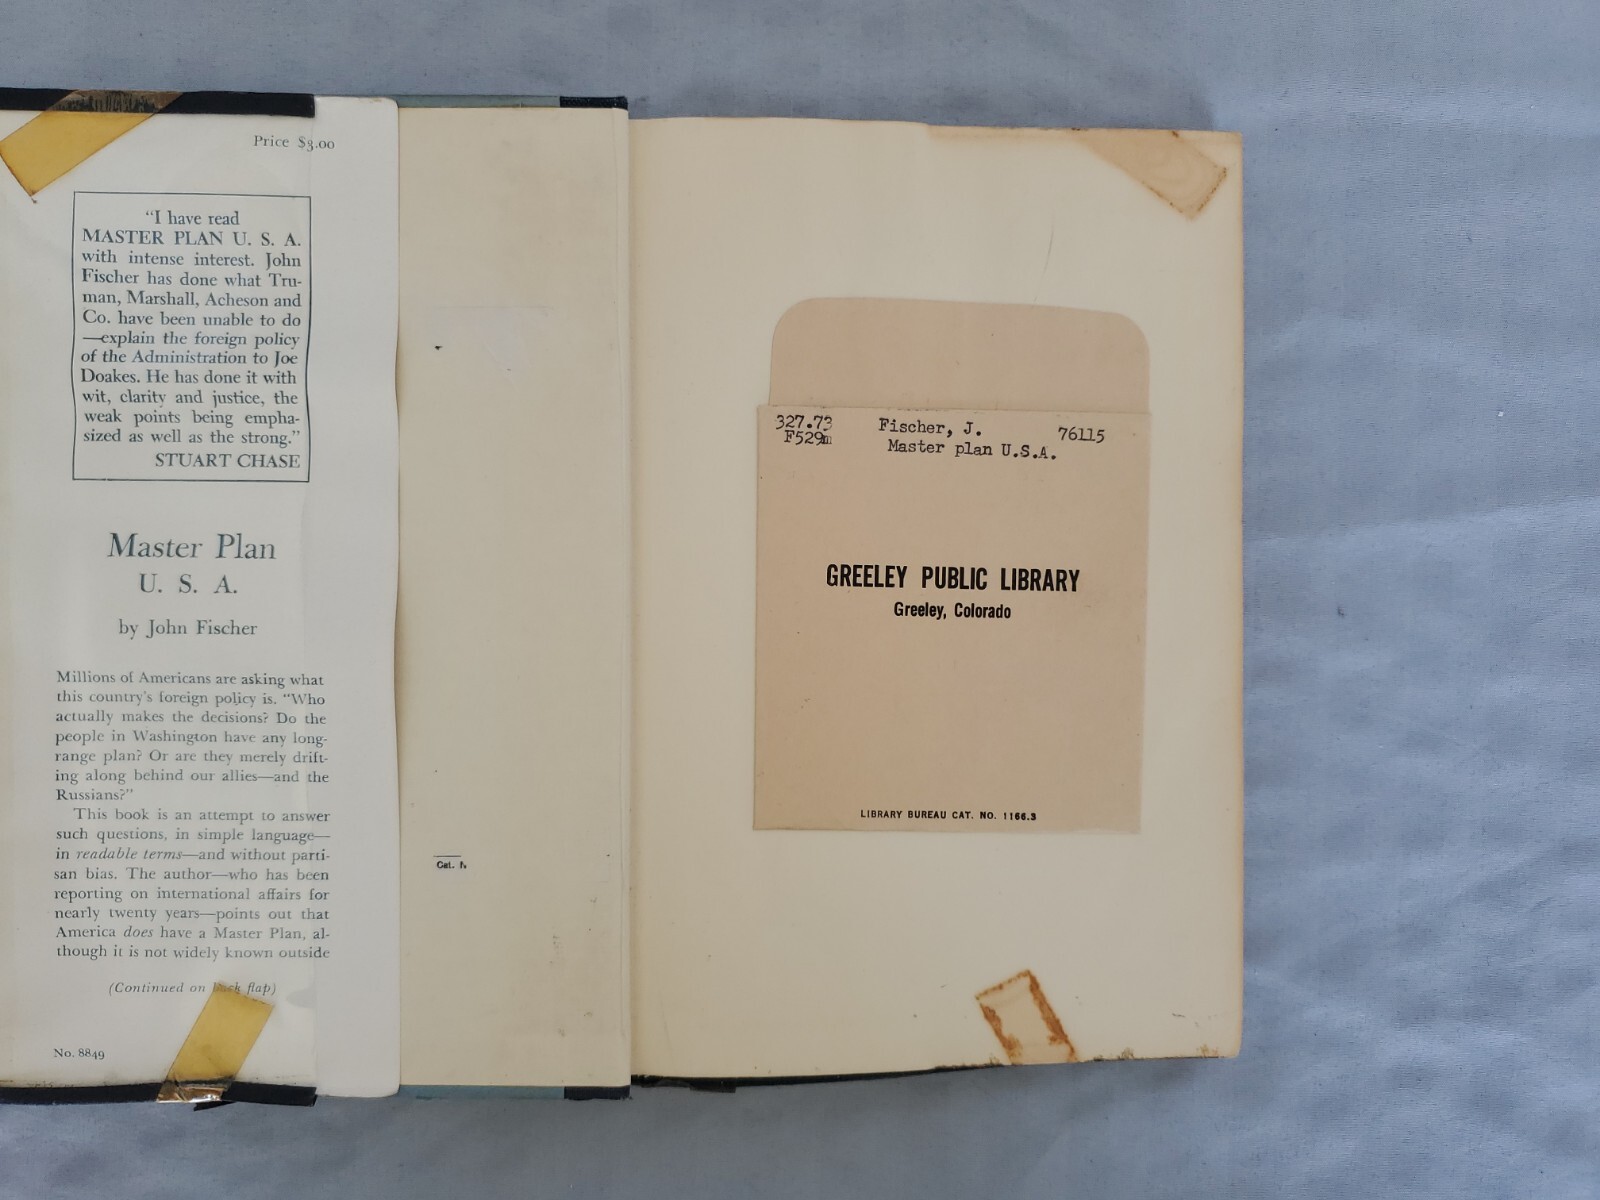 Price $3.00
"I have read
MASTER PLAN U. S. A.
with intense interest. John
Fischer has done what Tru-
man, Marshall, Acheson and
Co. have been unable to do
—explain the foreign policy
of the Administration to Joe
Doakes. He has done it with
wit, clarity and justice, the
weak points being empha-
sized as well as the strong."
STUART CHASE
Master Plan
U. S. A.
by John Fischer
Millions of Americans are asking what
this country's foreign policy is. "Who
actually makes the decisions? Do the
people in Washington have any long-
range plan? Or are they merely drift-
ing along behind our allies—and the
Russians?"
This book is an attempt to answer
such questions, in simple language—
in readable terms—and without parti-
san bias. The author—who has been
reporting on international affairs for
nearly twenty years—points out that
America does have a Master Plan, al-
though it is not widely known outside
(Continued on back flap)
No. 8849
Cat.
327.73 Fischer, J. 76115
F529m Master plan U.S.A.
GREELEY PUBLIC LIBRARY
Greeley, Colorado
LIBRARY BUREAU CAT. NO. 1166.3